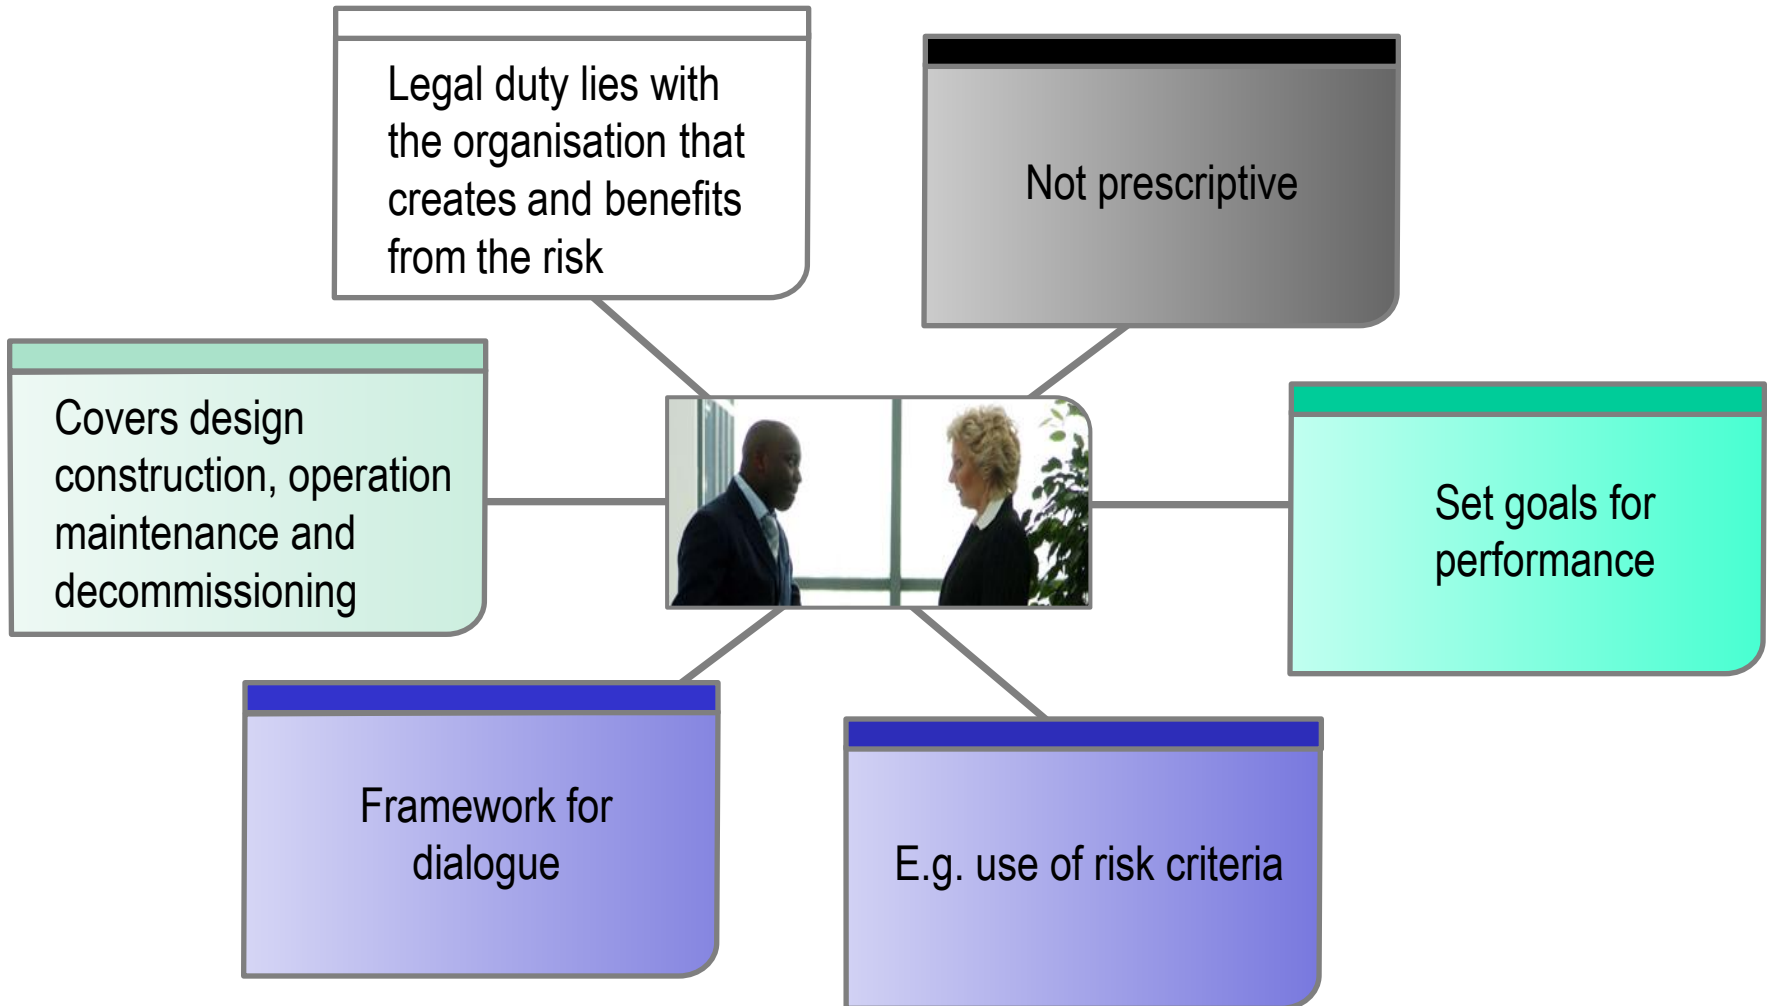 Legal duty lies with
the organisation that
creates and benefits
from the risk
Not prescriptive
Covers design
construction, operation
maintenance and
decommissioning
Set goals for
performance
Framework for
dialogue
E.g. use of risk criteria